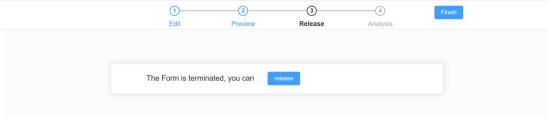 1 2 3 4 Finish
Edit Preview Release Analysis
The Form is terminated, you can release